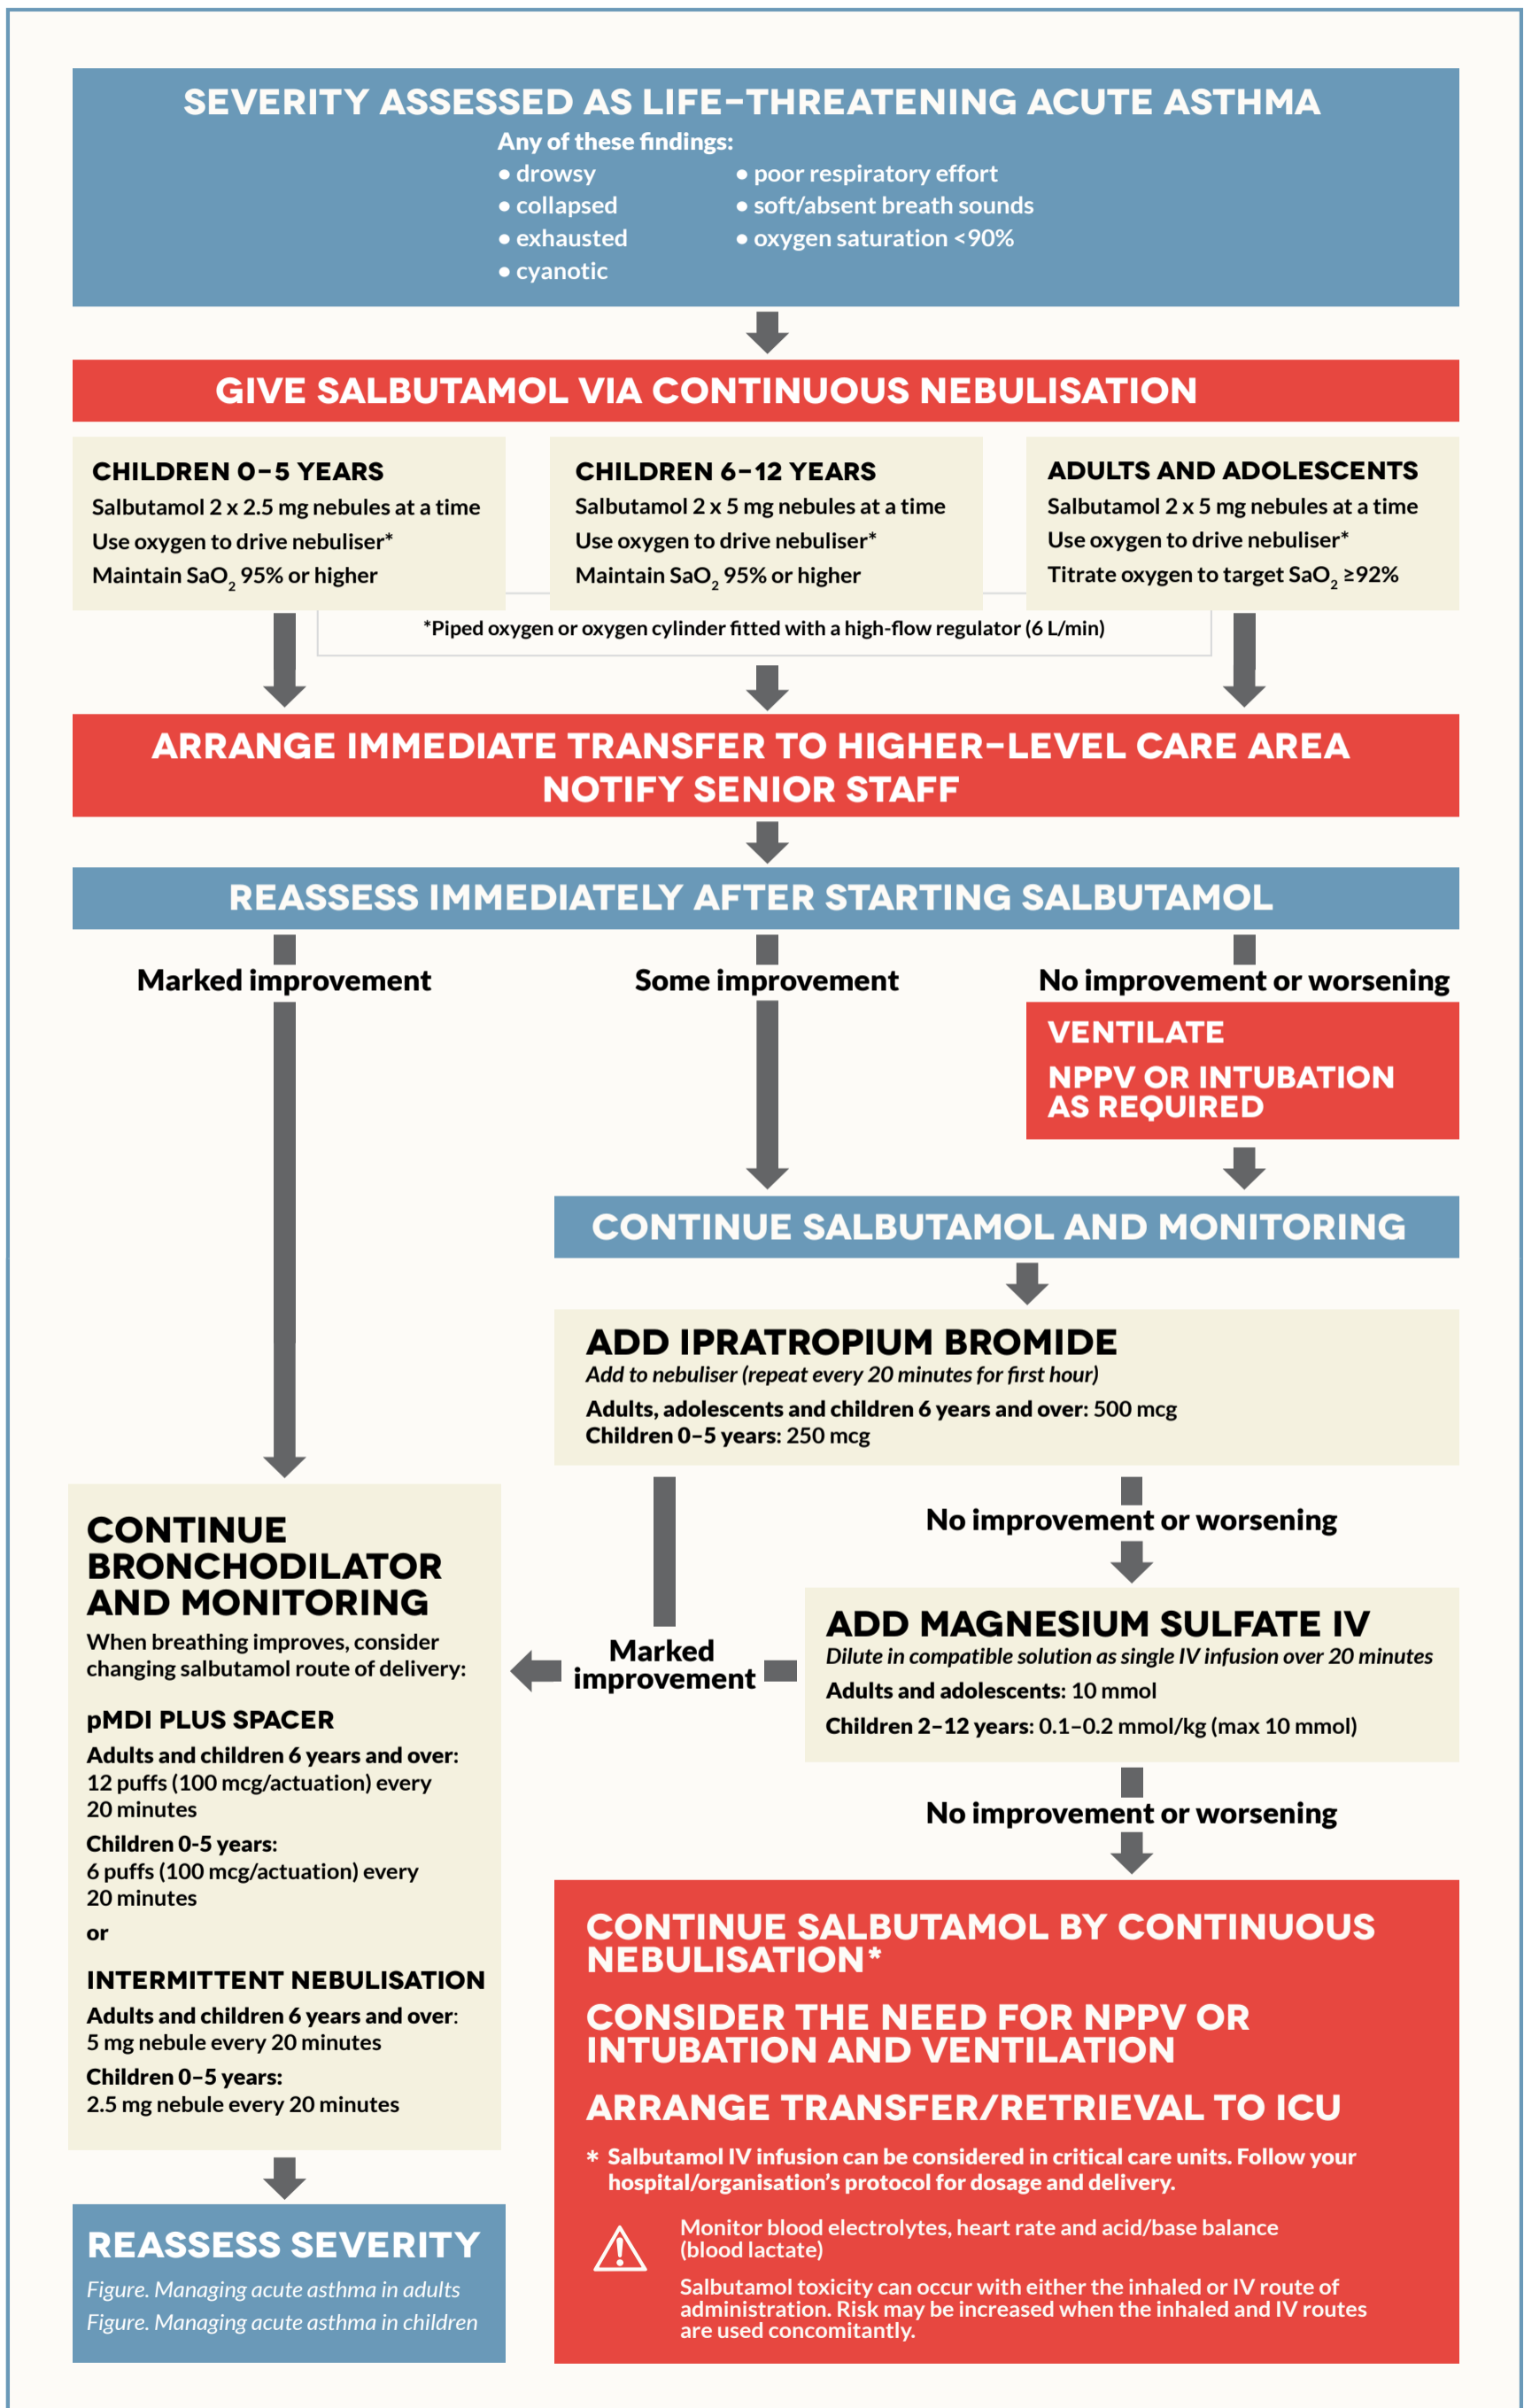 SEVERITY ASSESSED AS LIFE-THREATENING ACUTE ASTHMA
Any of these findings:
• drowsy
• collapsed
• exhausted
• cyanotic
• poor respiratory effort
• soft/absent breath sounds
• oxygen saturation <90%
GIVE SALBUTAMOL VIA CONTINUOUS NEBULISATION
CHILDREN 0–5 YEARS
Salbutamol 2 x 2.5 mg nebules at a time
Use oxygen to drive nebuliser*
Maintain SaO₂ 95% or higher
CHILDREN 6–12 YEARS
Salbutamol 2 x 5 mg nebules at a time
Use oxygen to drive nebuliser*
Maintain SaO₂ 95% or higher
ADULTS AND ADOLESCENTS
Salbutamol 2 x 5 mg nebules at a time
Use oxygen to drive nebuliser*
Titrate oxygen to target SaO₂ ≥92%
*Piped oxygen or oxygen cylinder fitted with a high-flow regulator (6 L/min)
ARRANGE IMMEDIATE TRANSFER TO HIGHER-LEVEL CARE AREA
NOTIFY SENIOR STAFF
REASSESS IMMEDIATELY AFTER STARTING SALBUTAMOL
Marked improvement
Some improvement
No improvement or worsening
VENTILATE
NPPV OR INTUBATION
AS REQUIRED
CONTINUE SALBUTAMOL AND MONITORING
ADD IPRATROPIUM BROMIDE
Add to nebuliser (repeat every 20 minutes for first hour)
Adults, adolescents and children 6 years and over: 500 mcg
Children 0–5 years: 250 mcg
No improvement or worsening
Marked
improvement
ADD MAGNESIUM SULFATE IV
Dilute in compatible solution as single IV infusion over 20 minutes
Adults and adolescents: 10 mmol
Children 2–12 years: 0.1–0.2 mmol/kg (max 10 mmol)
No improvement or worsening
CONTINUE
BRONCHODILATOR
AND MONITORING
When breathing improves, consider
changing salbutamol route of delivery:
pMDI PLUS SPACER
Adults and children 6 years and over:
12 puffs (100 mcg/actuation) every
20 minutes
Children 0-5 years:
6 puffs (100 mcg/actuation) every
20 minutes
or
INTERMITTENT NEBULISATION
Adults and children 6 years and over:
5 mg nebule every 20 minutes
Children 0–5 years:
2.5 mg nebule every 20 minutes
REASSESS SEVERITY
Figure. Managing acute asthma in adults
Figure. Managing acute asthma in children
CONTINUE SALBUTAMOL BY CONTINUOUS
NEBULISATION*
CONSIDER THE NEED FOR NPPV OR
INTUBATION AND VENTILATION
ARRANGE TRANSFER/RETRIEVAL TO ICU
* Salbutamol IV infusion can be considered in critical care units. Follow your
hospital/organisation's protocol for dosage and delivery.
Monitor blood electrolytes, heart rate and acid/base balance
(blood lactate)
Salbutamol toxicity can occur with either the inhaled or IV route of
administration. Risk may be increased when the inhaled and IV routes
are used concomitantly.